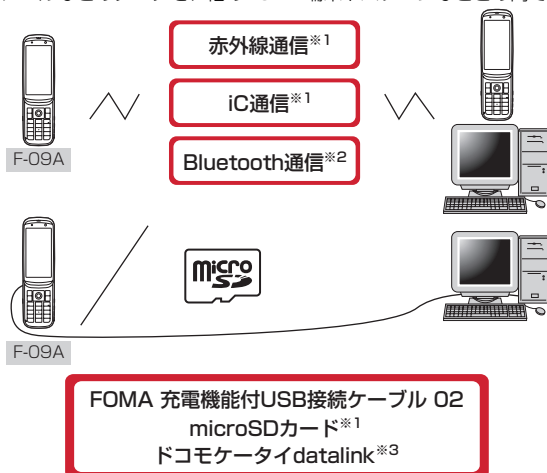 赤外線通信※1
iC通信※1
F-09A
Bluetooth通信※2
micro
SD
F-09A
FOMA 充電機能付USB接続ケーブル 02
microSDカード※1
ドコモケータイdatalink※3